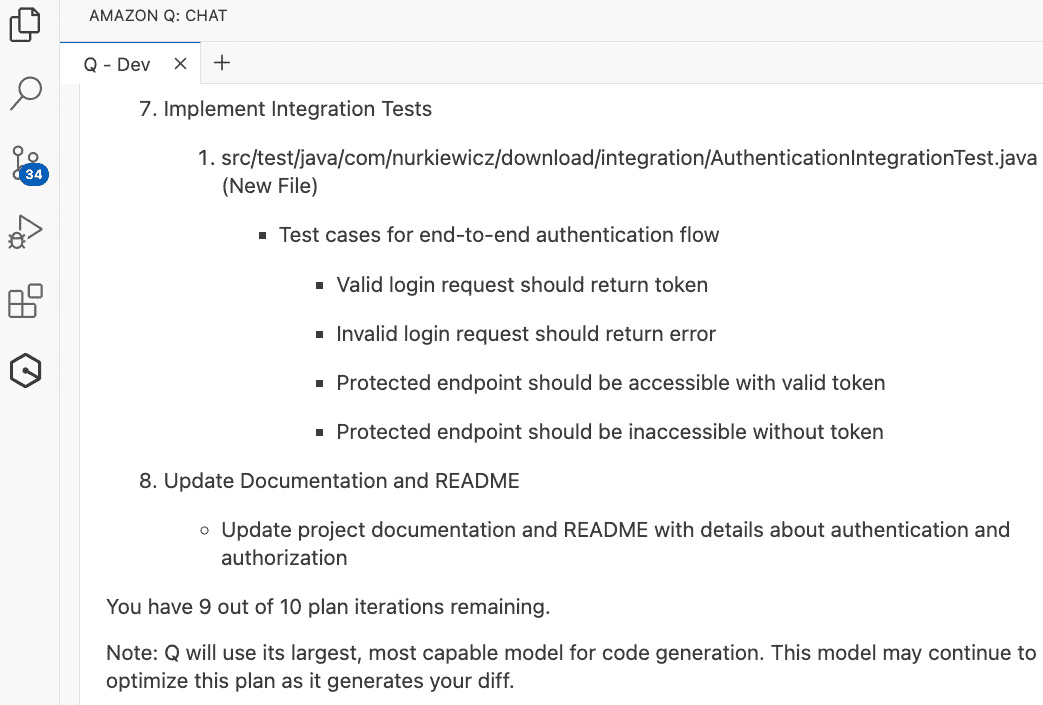 AMAZON Q: CHAT
Q - Dev
7. Implement Integration Tests
1. src/test/java/com/nurkiewicz/download/integration/AuthenticationIntegrationTest.java
(New File)
34
Test cases for end-to-end authentication flow
Valid login request should return token
Invalid login request should return error
Protected endpoint should be accessible with valid token
Protected endpoint should be inaccessible without token
8. Update Documentation and README
Update project documentation and README with details about authentication and
authorization
You have 9 out of 10 plan iterations remaining.
Note: Q will use its largest, most capable model for code generation. This model may continue to
optimize this plan as it generates your diff.